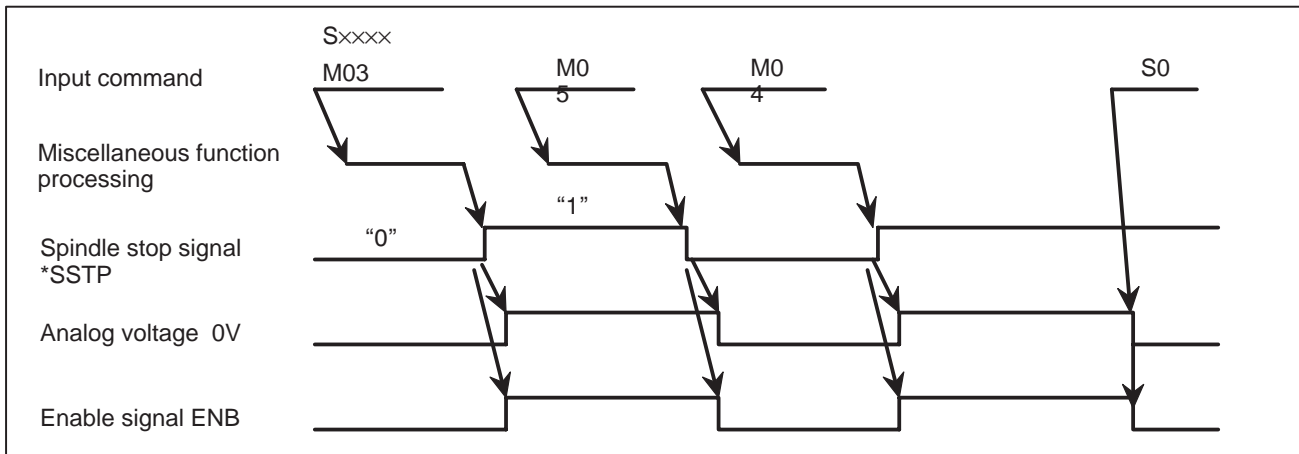 S××××
Input command
M03
M0
5
M0
4
S0
Miscellaneous function
processing
“1”
“0”
Spindle stop signal
*SSTP
Analog voltage 0V
Enable signal ENB